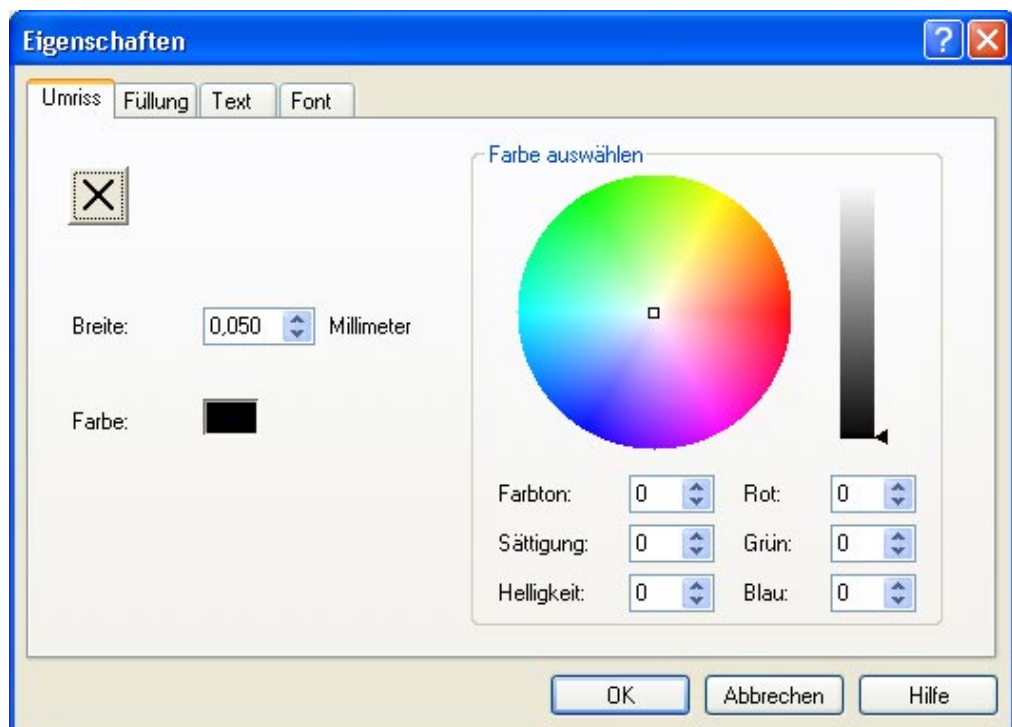 Eigenschaften
Umriss Füllung Text Font
Farbe auswählen
Breite: 0,050 Millimeter
Farbe:
Farbton: 0 Rot: 0
Sättigung: 0 Grün: 0
Helligkeit: 0 Blau: 0
OK Abbrechen Hilfe